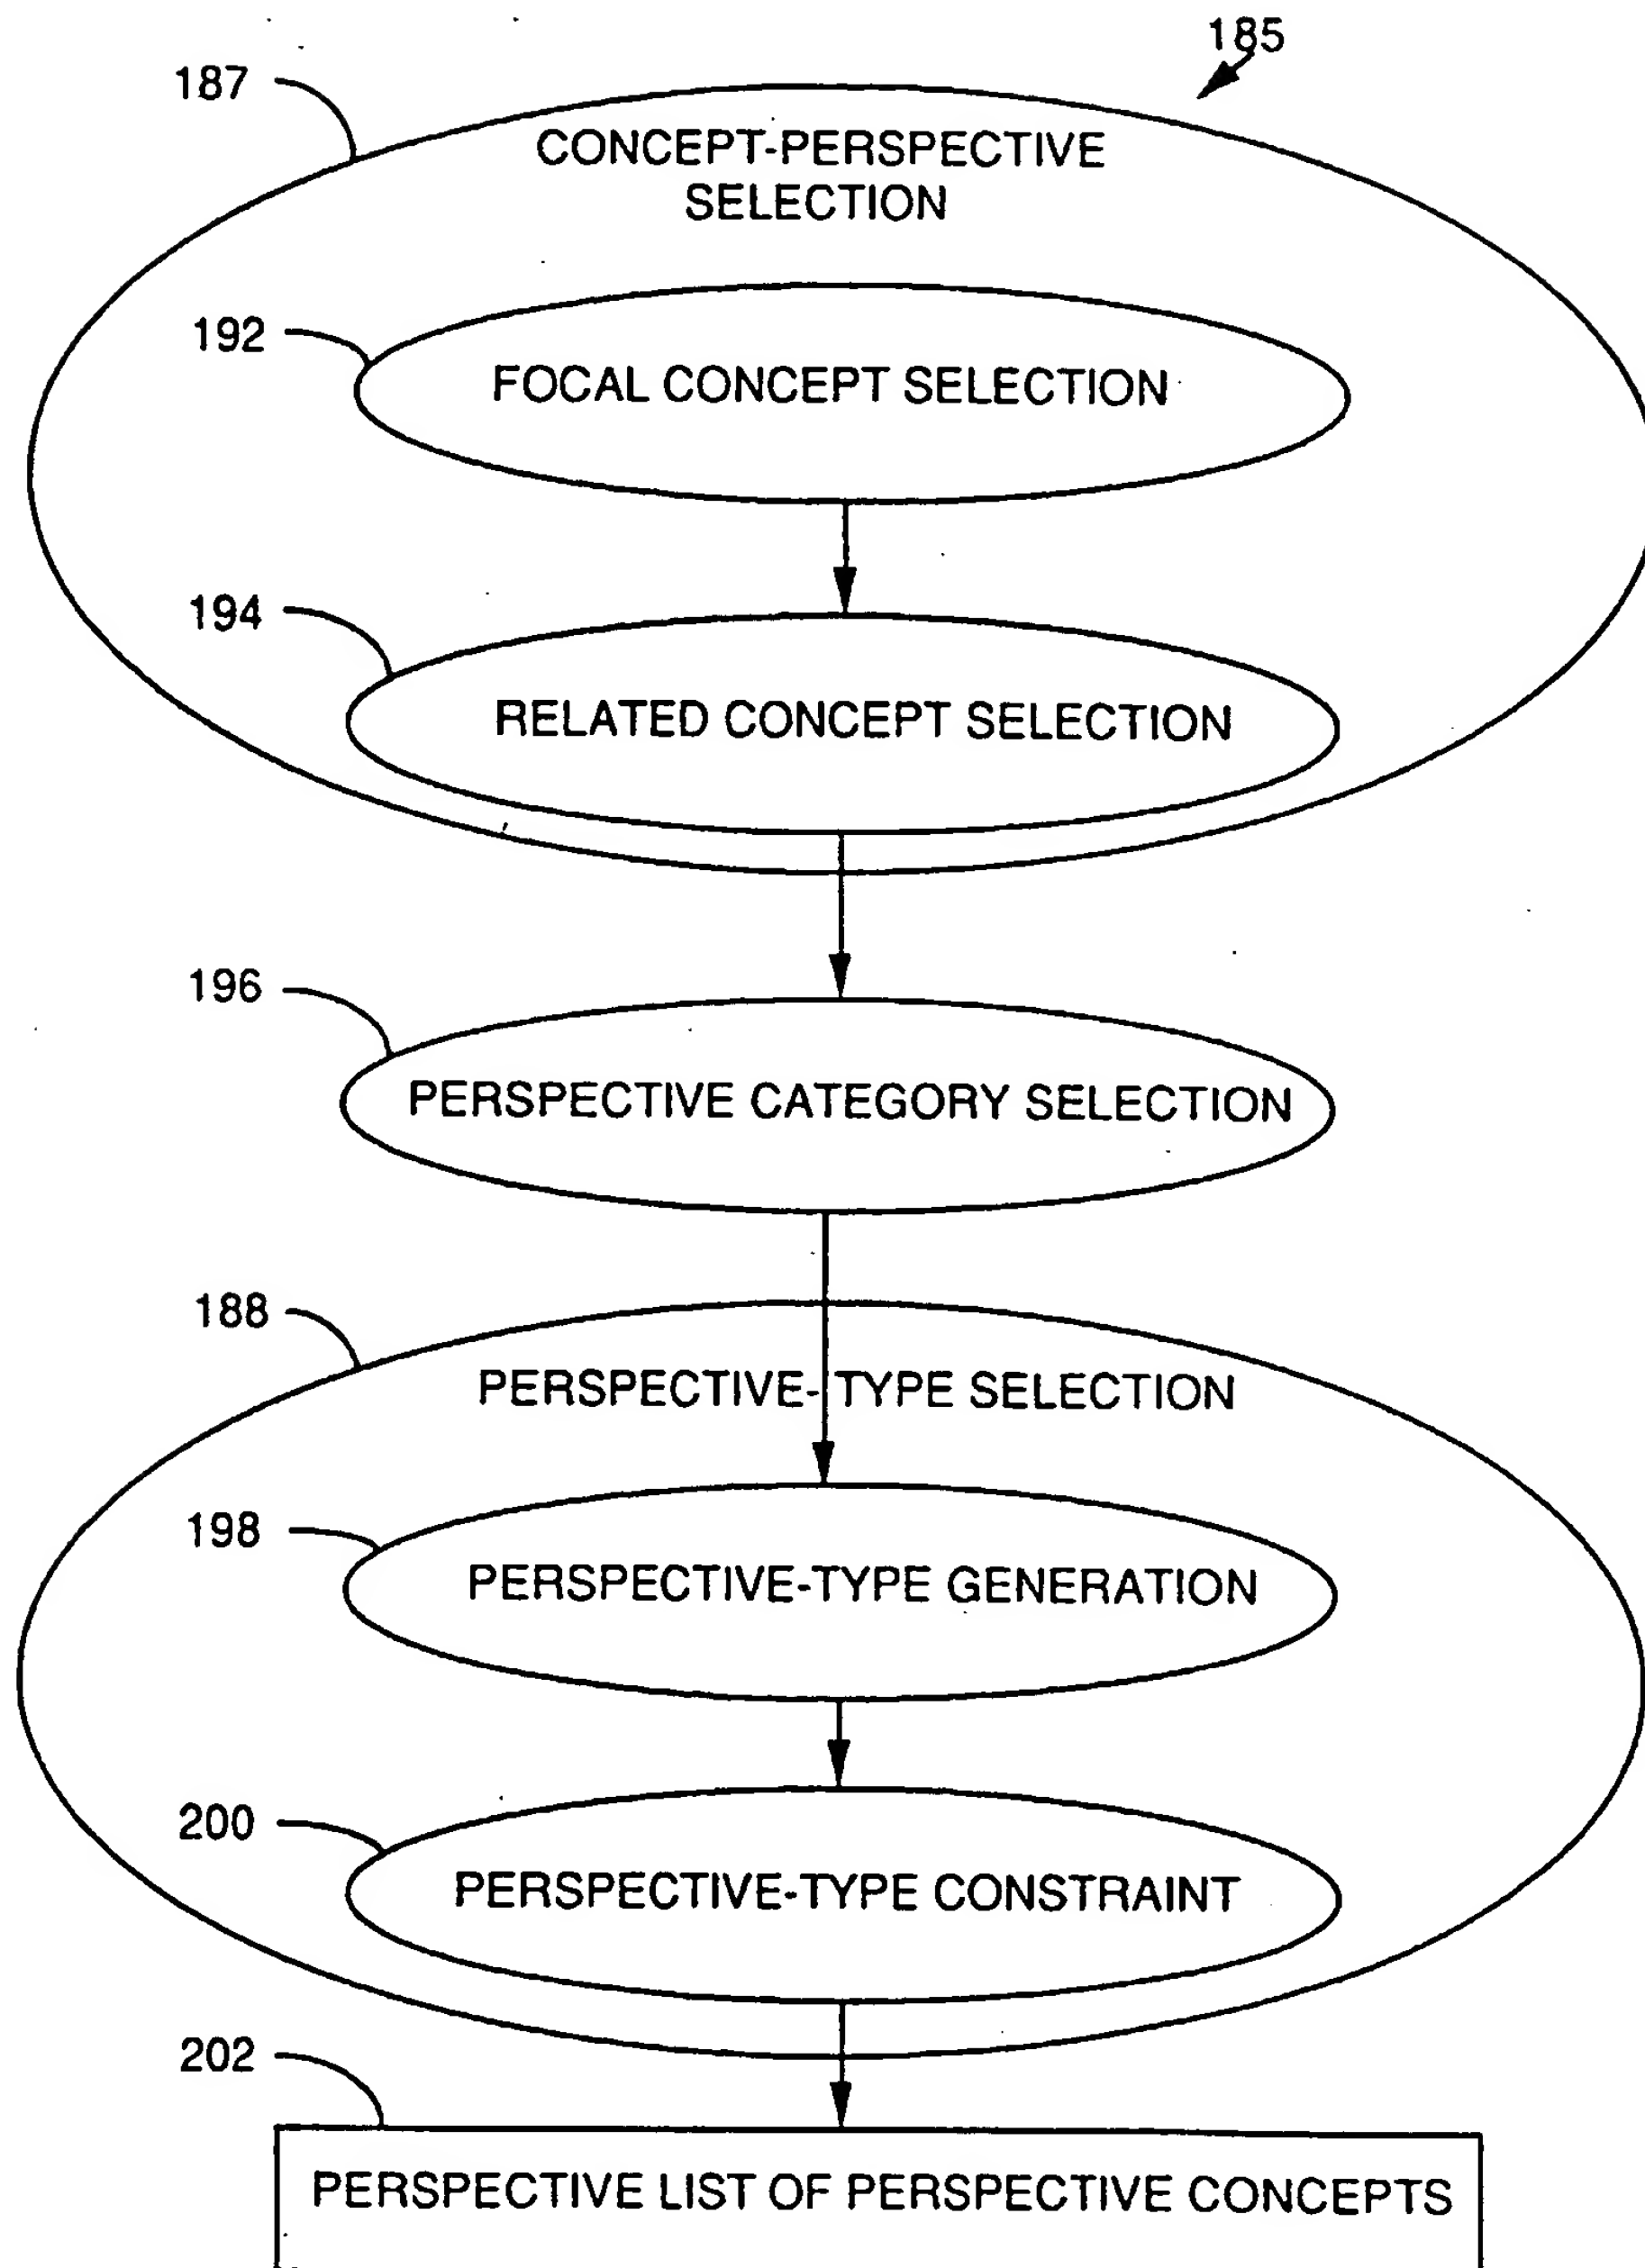 185
187
CONCEPT-PERSPECTIVE
SELECTION
192
FOCAL CONCEPT SELECTION
194
RELATED CONCEPT SELECTION
196
PERSPECTIVE CATEGORY SELECTION
188
PERSPECTIVE-TYPE SELECTION
198
PERSPECTIVE-TYPE GENERATION
200
PERSPECTIVE-TYPE CONSTRAINT
202
PERSPECTIVE LIST OF PERSPECTIVE CONCEPTS